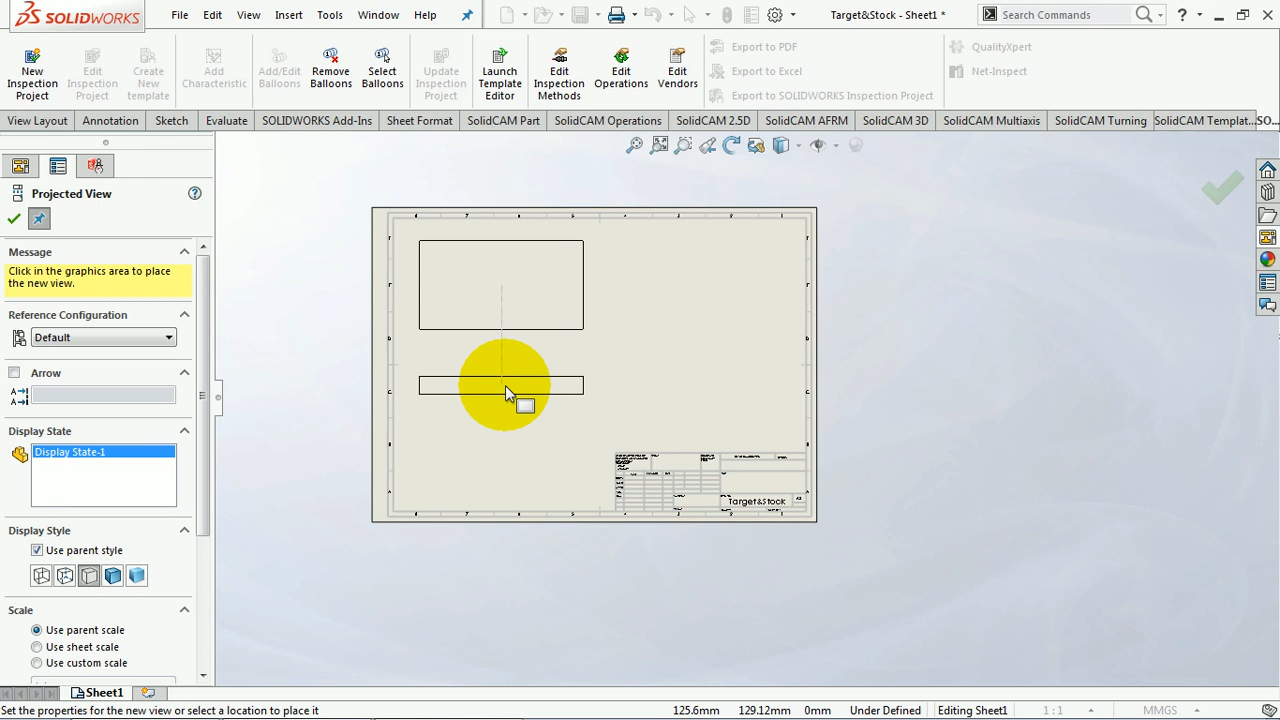 SOLIDWORKS
File Edit View Insert Tools Window Help
Target&Stock - Sheet1 *
Search Commands
?
New Inspection Project
Edit Inspection Project
Create New template
Add Characteristic
Add/Edit Balloons
Remove Balloons
Select Balloons
Update Inspection Project
Launch Template Editor
Edit Inspection Methods
Edit Operations
Edit Vendors
Export to PDF
Export to Excel
Export to SOLIDWORKS Inspection Project
QualityXpert
Net-Inspect
View Layout Annotation Sketch Evaluate SOLIDWORKS Add-Ins Sheet Format SolidCAM Part SolidCAM Operations SolidCAM 2.5D SolidCAM AFRM SolidCAM 3D SolidCAM Multiaxis SolidCAM Turning SolidCAM Templat... SO...
Projected View
Message
Click in the graphics area to place
the new view.
Reference Configuration
Default
Arrow
Display State
Display State-1
Display Style
Use parent style
Scale
Use parent scale
Use sheet scale
Use custom scale
Target&Stock
Sheet1
Set the properties for the new view or select a location to place it
125.6mm 129.12mm 0mm Under Defined Editing Sheet1 1:1 MMGS